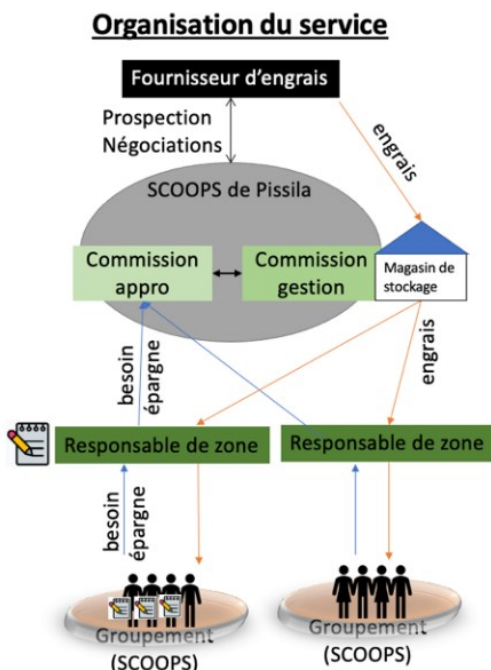 Organisation du service
Fournisseur d'engrais
Prospection
Négociations
engrais
SCOOPS de Pissila
Commission
appro
Commission
gestion
Magasin de
stockage
besoin
épargne
engrais
Responsable de zone
Responsable de zone
besoin
épargne
Groupement
(SCOOPS)
Groupement
(SCOOPS)